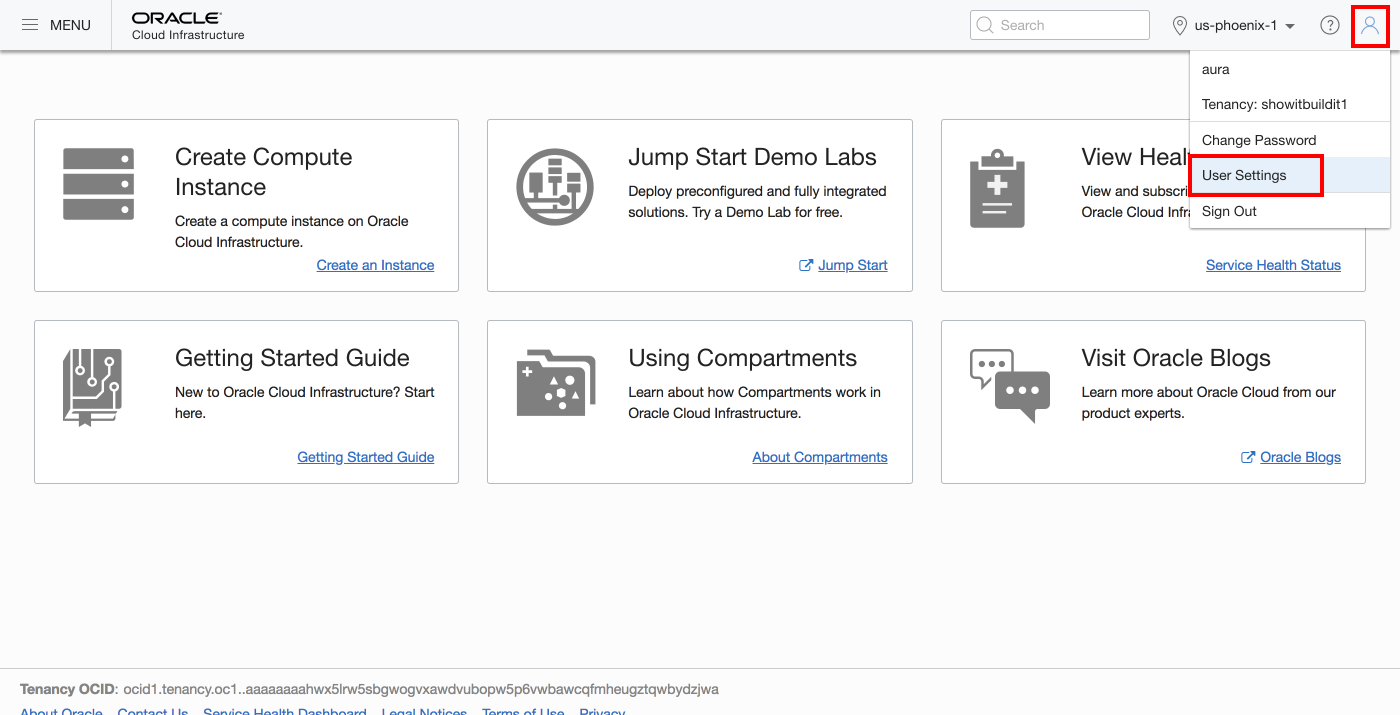 MENU
ORACLE
Cloud Infrastructure
Search
us-phoenix-1
?
aura
Tenancy: showitbuildit1
Change Password
User Settings
Sign Out
Create Compute
Instance
Create a compute instance on Oracle
Cloud Infrastructure.
Create an Instance
Jump Start Demo Labs
Deploy preconfigured and fully integrated
solutions. Try a Demo Lab for free.
Jump Start
View Heal
View and subscri
Oracle Cloud Infra
Service Health Status
Getting Started Guide
New to Oracle Cloud Infrastructure? Start
here.
Getting Started Guide
Using Compartments
Learn about how Compartments work in
Oracle Cloud Infrastructure.
About Compartments
Visit Oracle Blogs
Learn more about Oracle Cloud from our
product experts.
Oracle Blogs
Tenancy OCID: ocid1.tenancy.oc1..aaaaaaaahwx5lrw5sbgwogvxawdvubopw5p6vwbawcqfmheugztqwbydzjwa
About Oracle Contact Us Service Health Dashboard Legal Notices Terms of Use Privacy